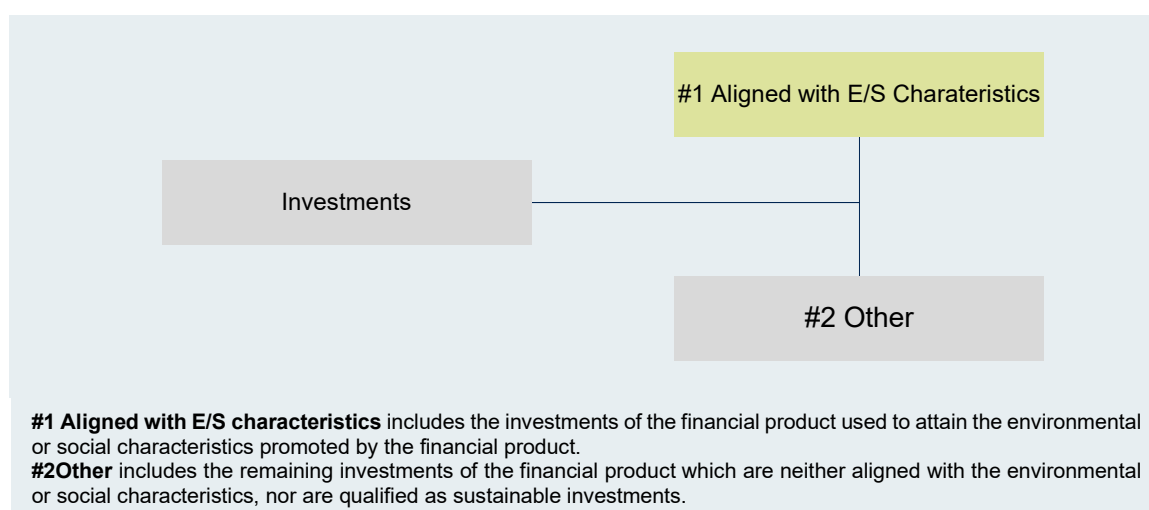 #1 Aligned with E/S Charateristics
Investments
#2 Other
#1 Aligned with E/S characteristics includes the investments of the financial product used to attain the environmental
or social characteristics promoted by the financial product.
#2Other includes the remaining investments of the financial product which are neither aligned with the environmental
or social characteristics, nor are qualified as sustainable investments.